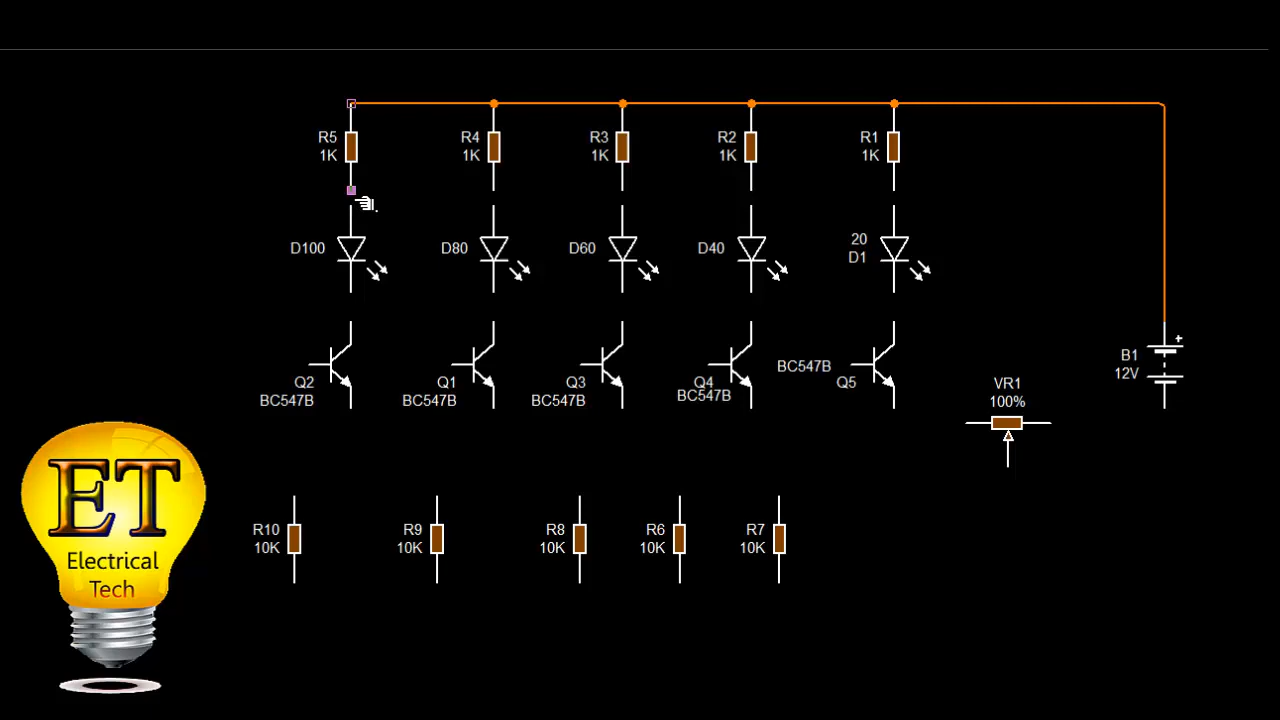 R5
1K
R4
1K
R3
1K
R2
1K
R1
1K
D100
D80
D60
D40
20
D1
Q2
BC547B
Q1
BC547B
Q3
BC547B
Q4
BC547B
BC547B
Q5
VR1
100%
+
B1
12V
R10
10K
R9
10K
R8
10K
R6
10K
R7
10K
ET
Electrical
Tech